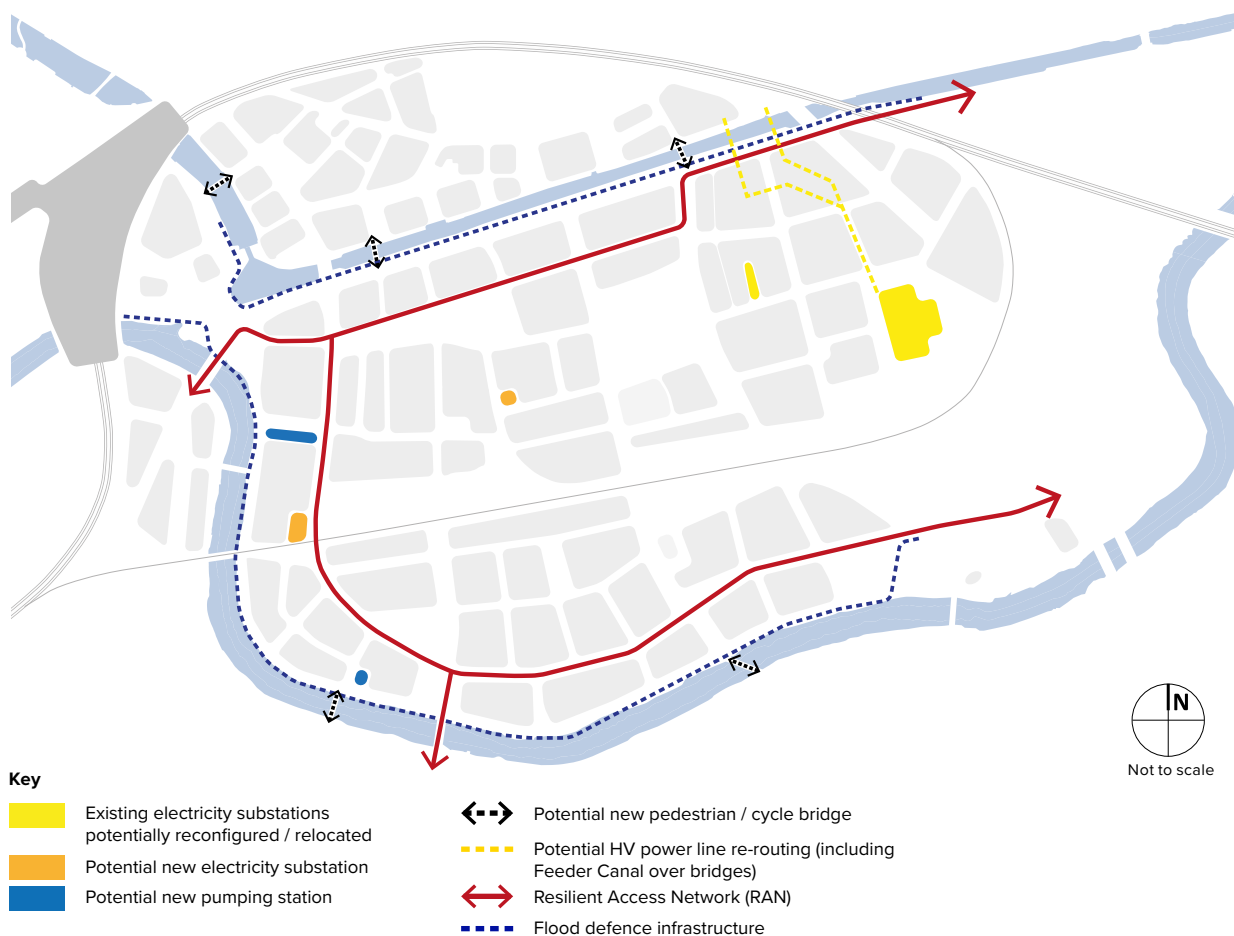 N
Not to scale
Key
Existing electricity substations
potentially reconfigured / relocated
Potential new electricity substation
Potential new pumping station
Potential new pedestrian / cycle bridge
Potential HV power line re-routing (including
Feeder Canal over bridges)
Resilient Access Network (RAN)
Flood defence infrastructure